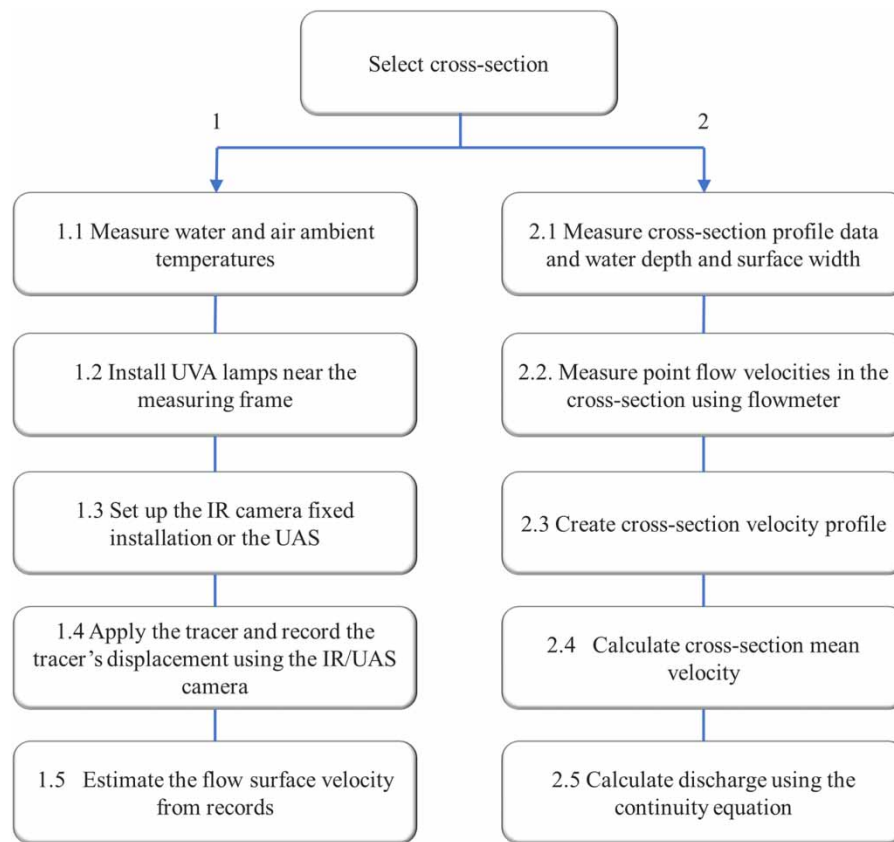 Select cross-section
1
2
1.1 Measure water and air ambient
temperatures
2.1 Measure cross-section profile data
and water depth and surface width
1.2 Install UVA lamps near the
measuring frame
2.2. Measure point flow velocities in the
cross-section using flowmeter
1.3 Set up the IR camera fixed
installation or the UAS
2.3 Create cross-section velocity profile
1.4 Apply the tracer and record the
tracer’s displacement using the IR/UAS
camera
2.4 Calculate cross-section mean
velocity
1.5 Estimate the flow surface velocity
from records
2.5 Calculate discharge using the
continuity equation